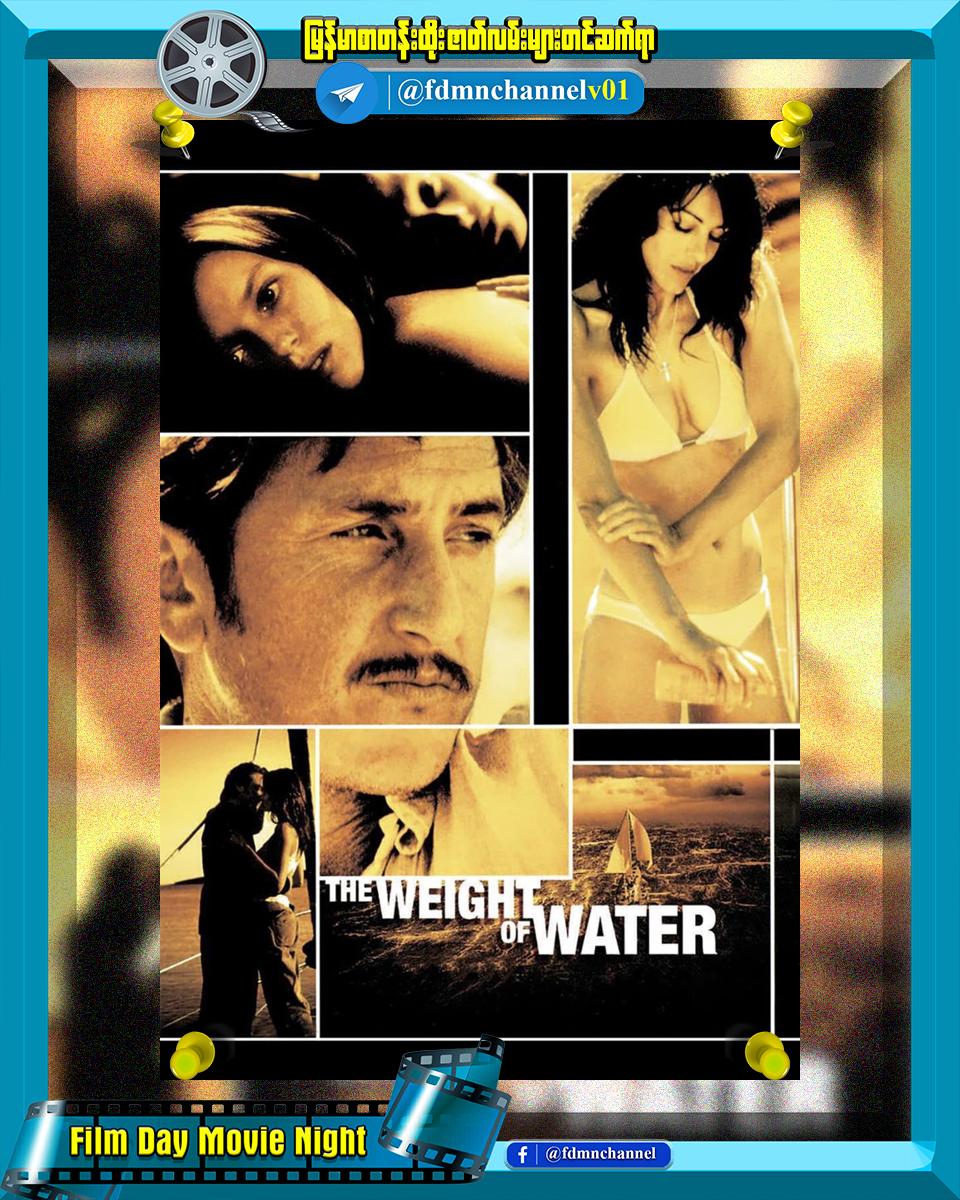 မြန်မာစာတန်းထိုးဇာတ်လမ်းများတင်ဆက်ရာ
@fdmnchannelv01
THE WEIGHT
OF WATER
Film Day Movie Night
@fdmnchannel